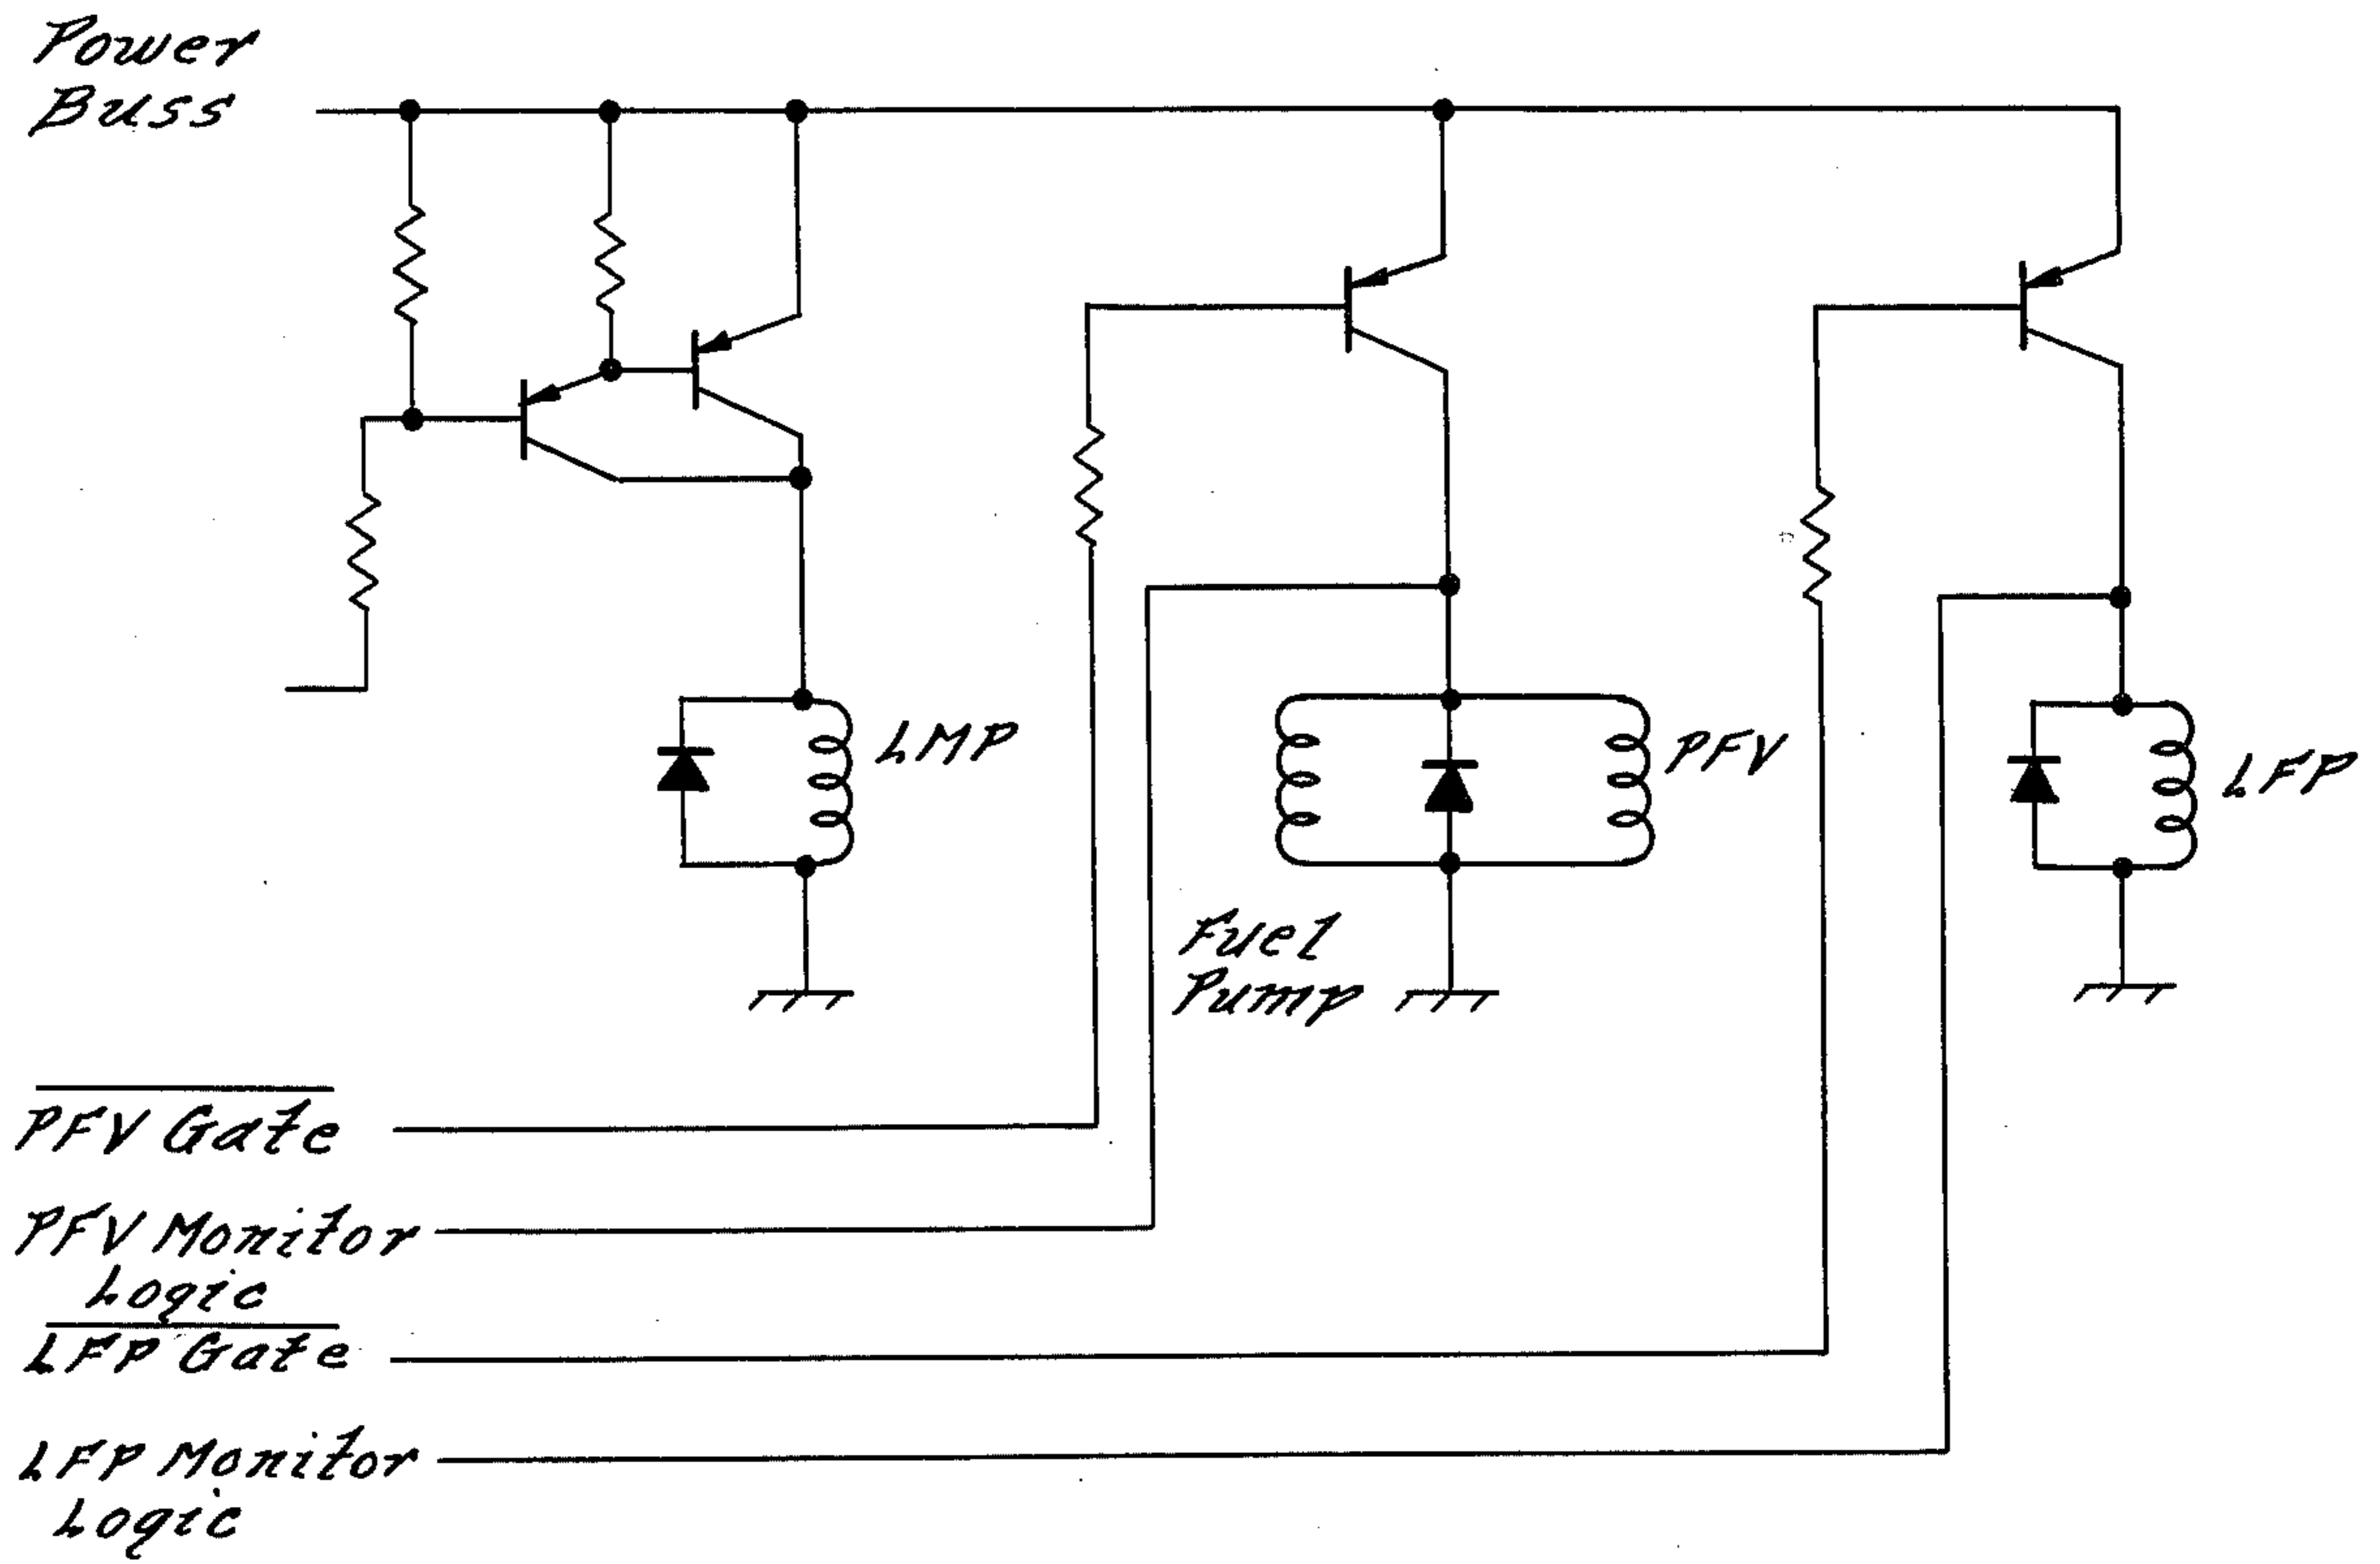 Power
Buss
LMP
PFV
LFP
Fuel
Pump
PFV Gate
PFV Monitor
Logic
LFP Gate
LFP Monitor
Logic